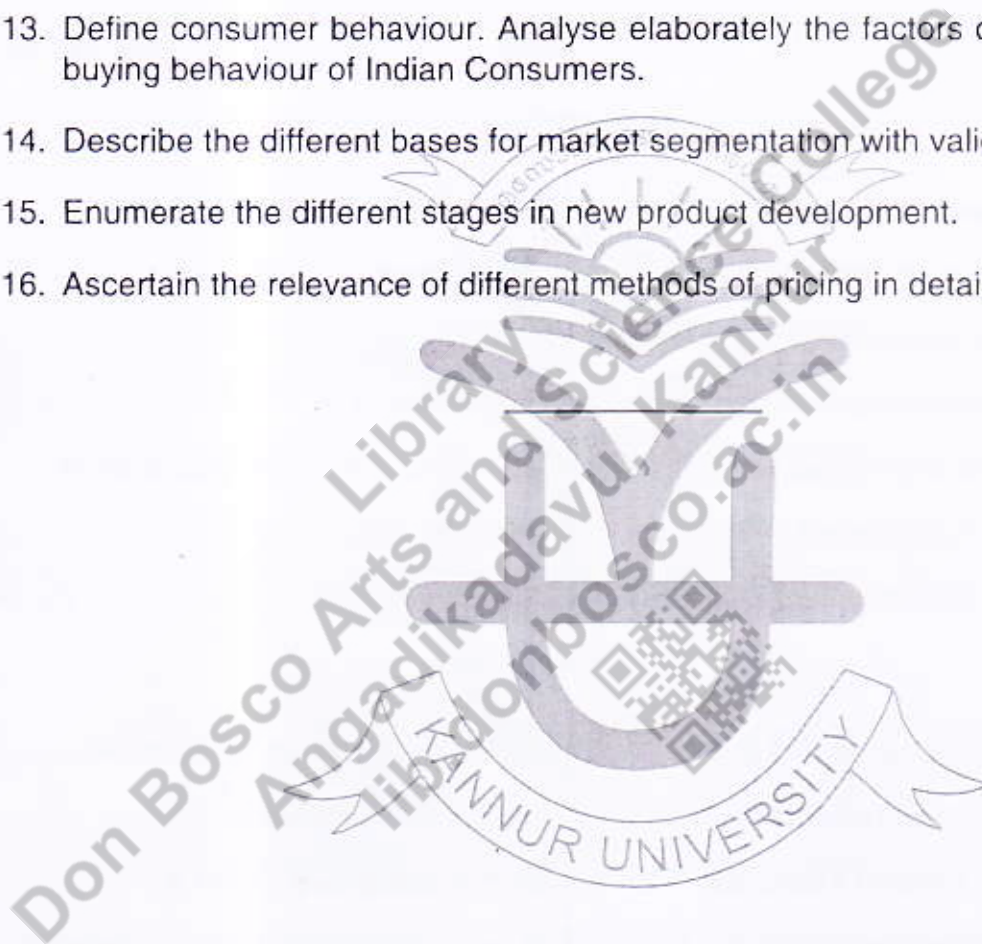 13. Define consumer behaviour. Analyse elaborately the factors
buying behaviour of Indian Consumers.
14. Describe the different bases for market segmentation with
15. Enumerate the different stages in new product development.
16. Ascertain the relevance of different methods of pricing in
Library
Don Bosco Arts and Science College
Angadikadavu, Kannur
lib.donbosco.ac.in
KANNUR UNIVERSITY